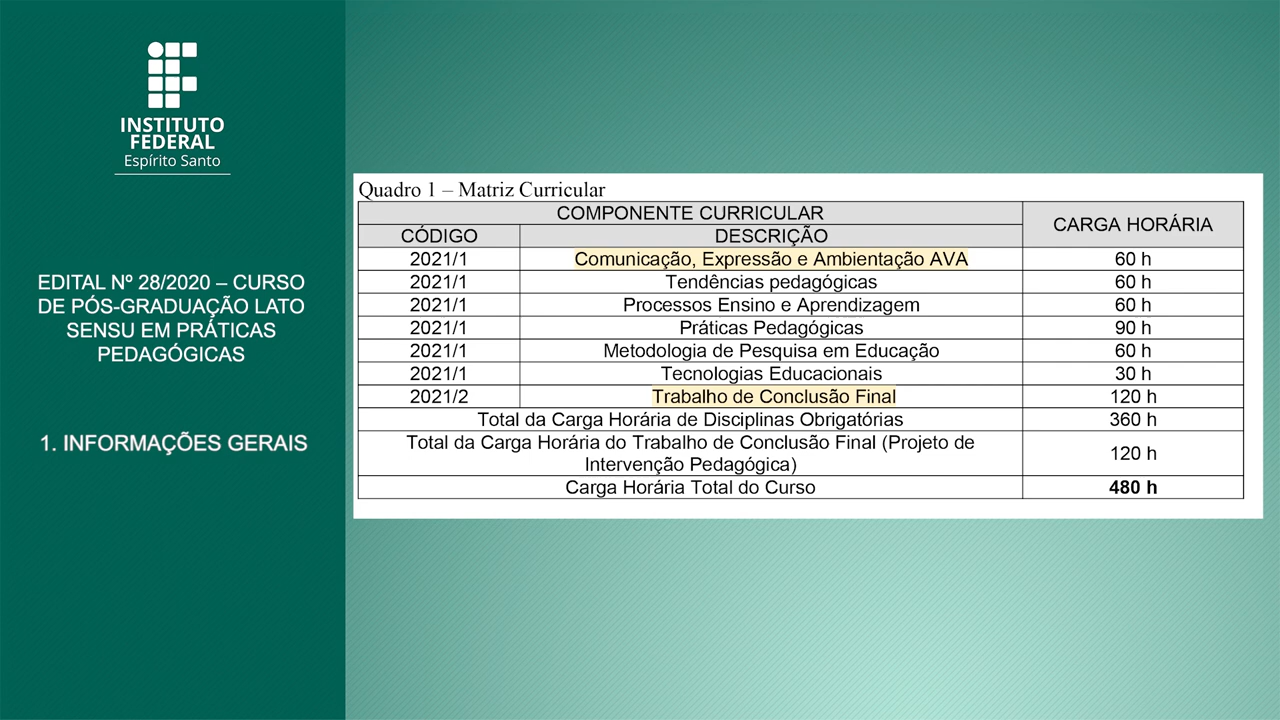 INSTITUTO
FEDERAL
Espírito Santo
EDITAL Nº 28/2020 – CURSO
DE PÓS-GRADUAÇÃO LATO
SENSU EM PRÁTICAS
PEDAGÓGICAS
1. INFORMAÇÕES GERAIS
Quadro 1 – Matriz Curricular
COMPONENTE CURRICULAR CARGA HORÁRIA
CÓDIGO DESCRIÇÃO
2021/1 Comunicação, Expressão e Ambientação AVA 60 h
2021/1 Tendências pedagógicas 60 h
2021/1 Processos Ensino e Aprendizagem 60 h
2021/1 Práticas Pedagógicas 90 h
2021/1 Metodologia de Pesquisa em Educação 60 h
2021/1 Tecnologias Educacionais 30 h
2021/2 Trabalho de Conclusão Final 120 h
Total da Carga Horária de Disciplinas Obrigatórias 360 h
Total da Carga Horária do Trabalho de Conclusão Final (Projeto de
Intervenção Pedagógica) 120 h
Carga Horária Total do Curso 480 h